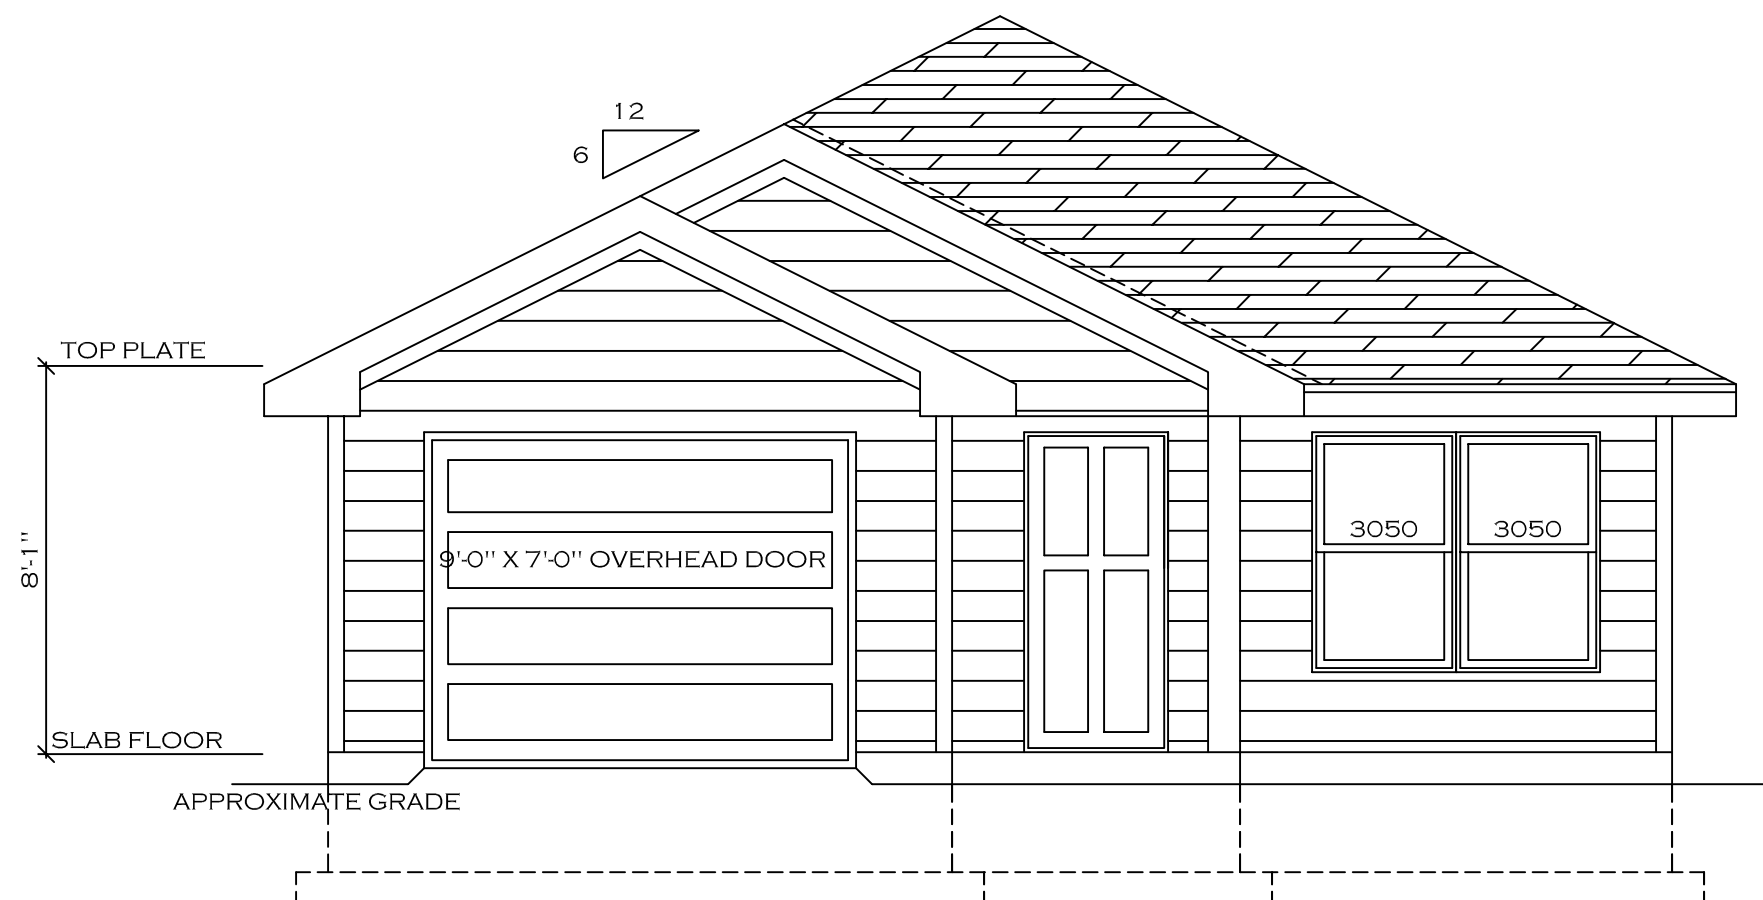 12
6
TOP PLATE
8'-1"
3050
3050
9'-0" X 7'-0" OVERHEAD DOOR
SLAB FLOOR
APPROXIMATE GRADE